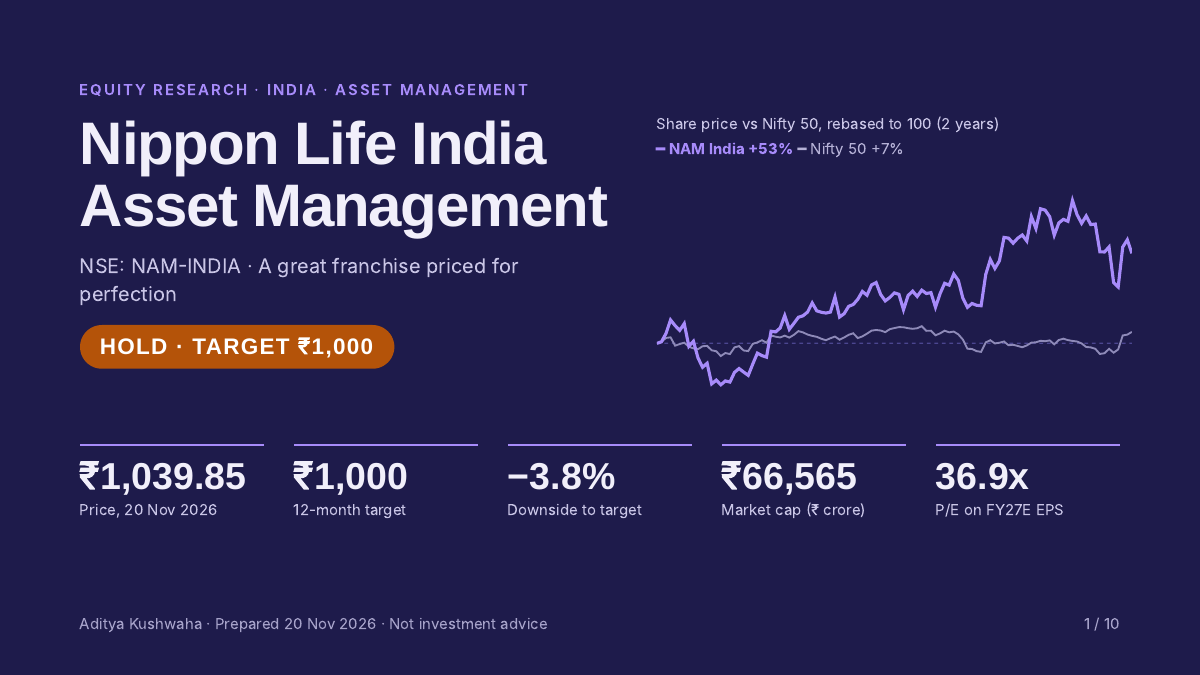 EQUITY RESEARCH · INDIA · ASSET MANAGEMENT
Nippon Life India
Asset Management
NSE: NAM-INDIA · A great franchise priced for
perfection
HOLD · TARGET ₹1,000
Share price vs Nifty 50, rebased to 100 (2 years)
━ NAM India +53% ━ Nifty 50 +7%
₹1,039.85
Price, 20 Nov 2026
₹1,000
12-month target
−3.8%
Downside to target
₹66,565
Market cap (₹ crore)
36.9x
P/E on FY27E EPS
Aditya Kushwaha · Prepared 20 Nov 2026 · Not investment advice
1 / 10